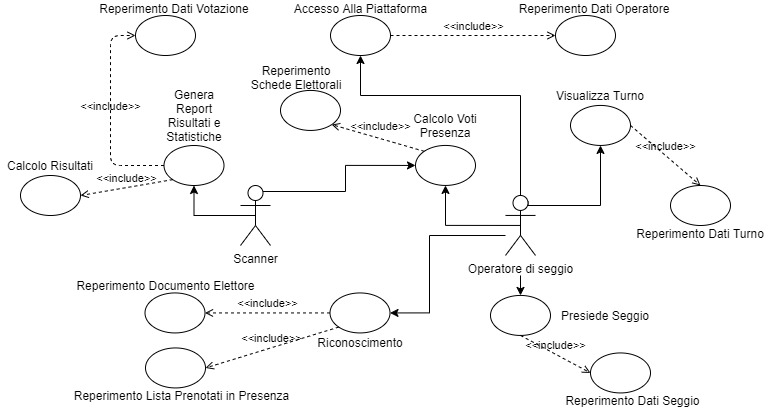 Reperimento Dati Votazione
Accesso Alla Piattaforma
Reperimento Dati Operatore
<<include>>
Reperimento
Schede Elettorali
Genera
Report
Risultati e
Statistiche
<<include>>
Visualizza Turno
Calcolo Voti
Presenza
<<include>>
<<include>>
Calcolo Risultati
<<include>>
Reperimento Dati Turno
Scanner
Operatore di seggio
Reperimento Documento Elettore
<<include>>
Presiede Seggio
<<include>>
Riconoscimento
<<include>>
Reperimento Lista Prenotati in Presenza
Reperimento Dati Seggio